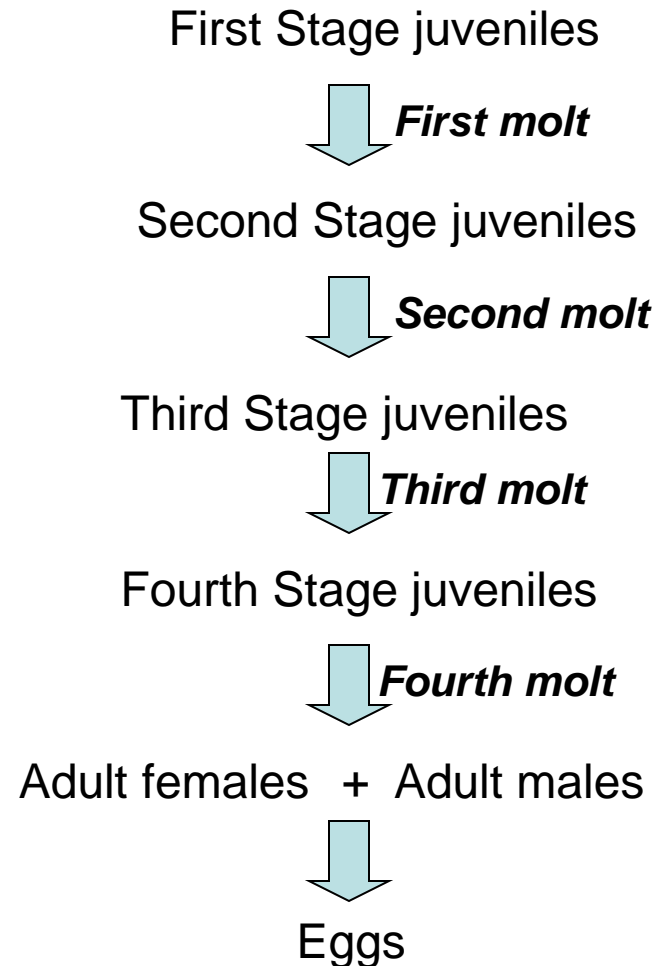 First Stage juveniles
First molt
Second Stage juveniles
Second molt
Third Stage juveniles
Third molt
Fourth Stage juveniles
Fourth molt
Adult females + Adult males
Eggs